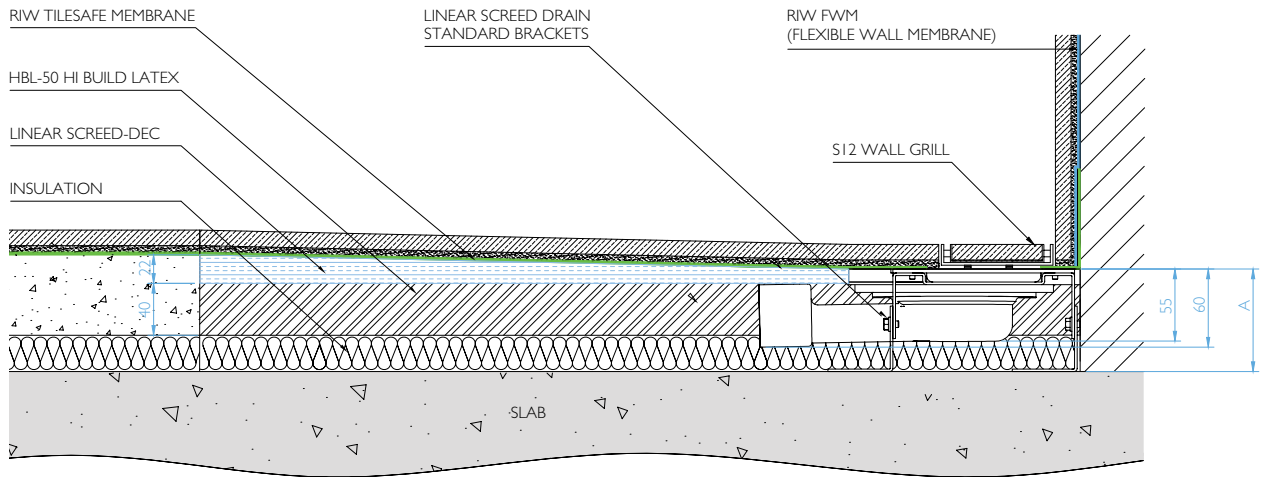 RIW TILESAFE MEMBRANE
LINEAR SCREED DRAIN
STANDARD BRACKETS
RIW FWM
(FLEXIBLE WALL MEMBRANE)
HBL-50 HI BUILD LATEX
LINEAR SCREED-DEC
S12 WALL GRILL
INSULATION
22
40
55
60
A
SLAB